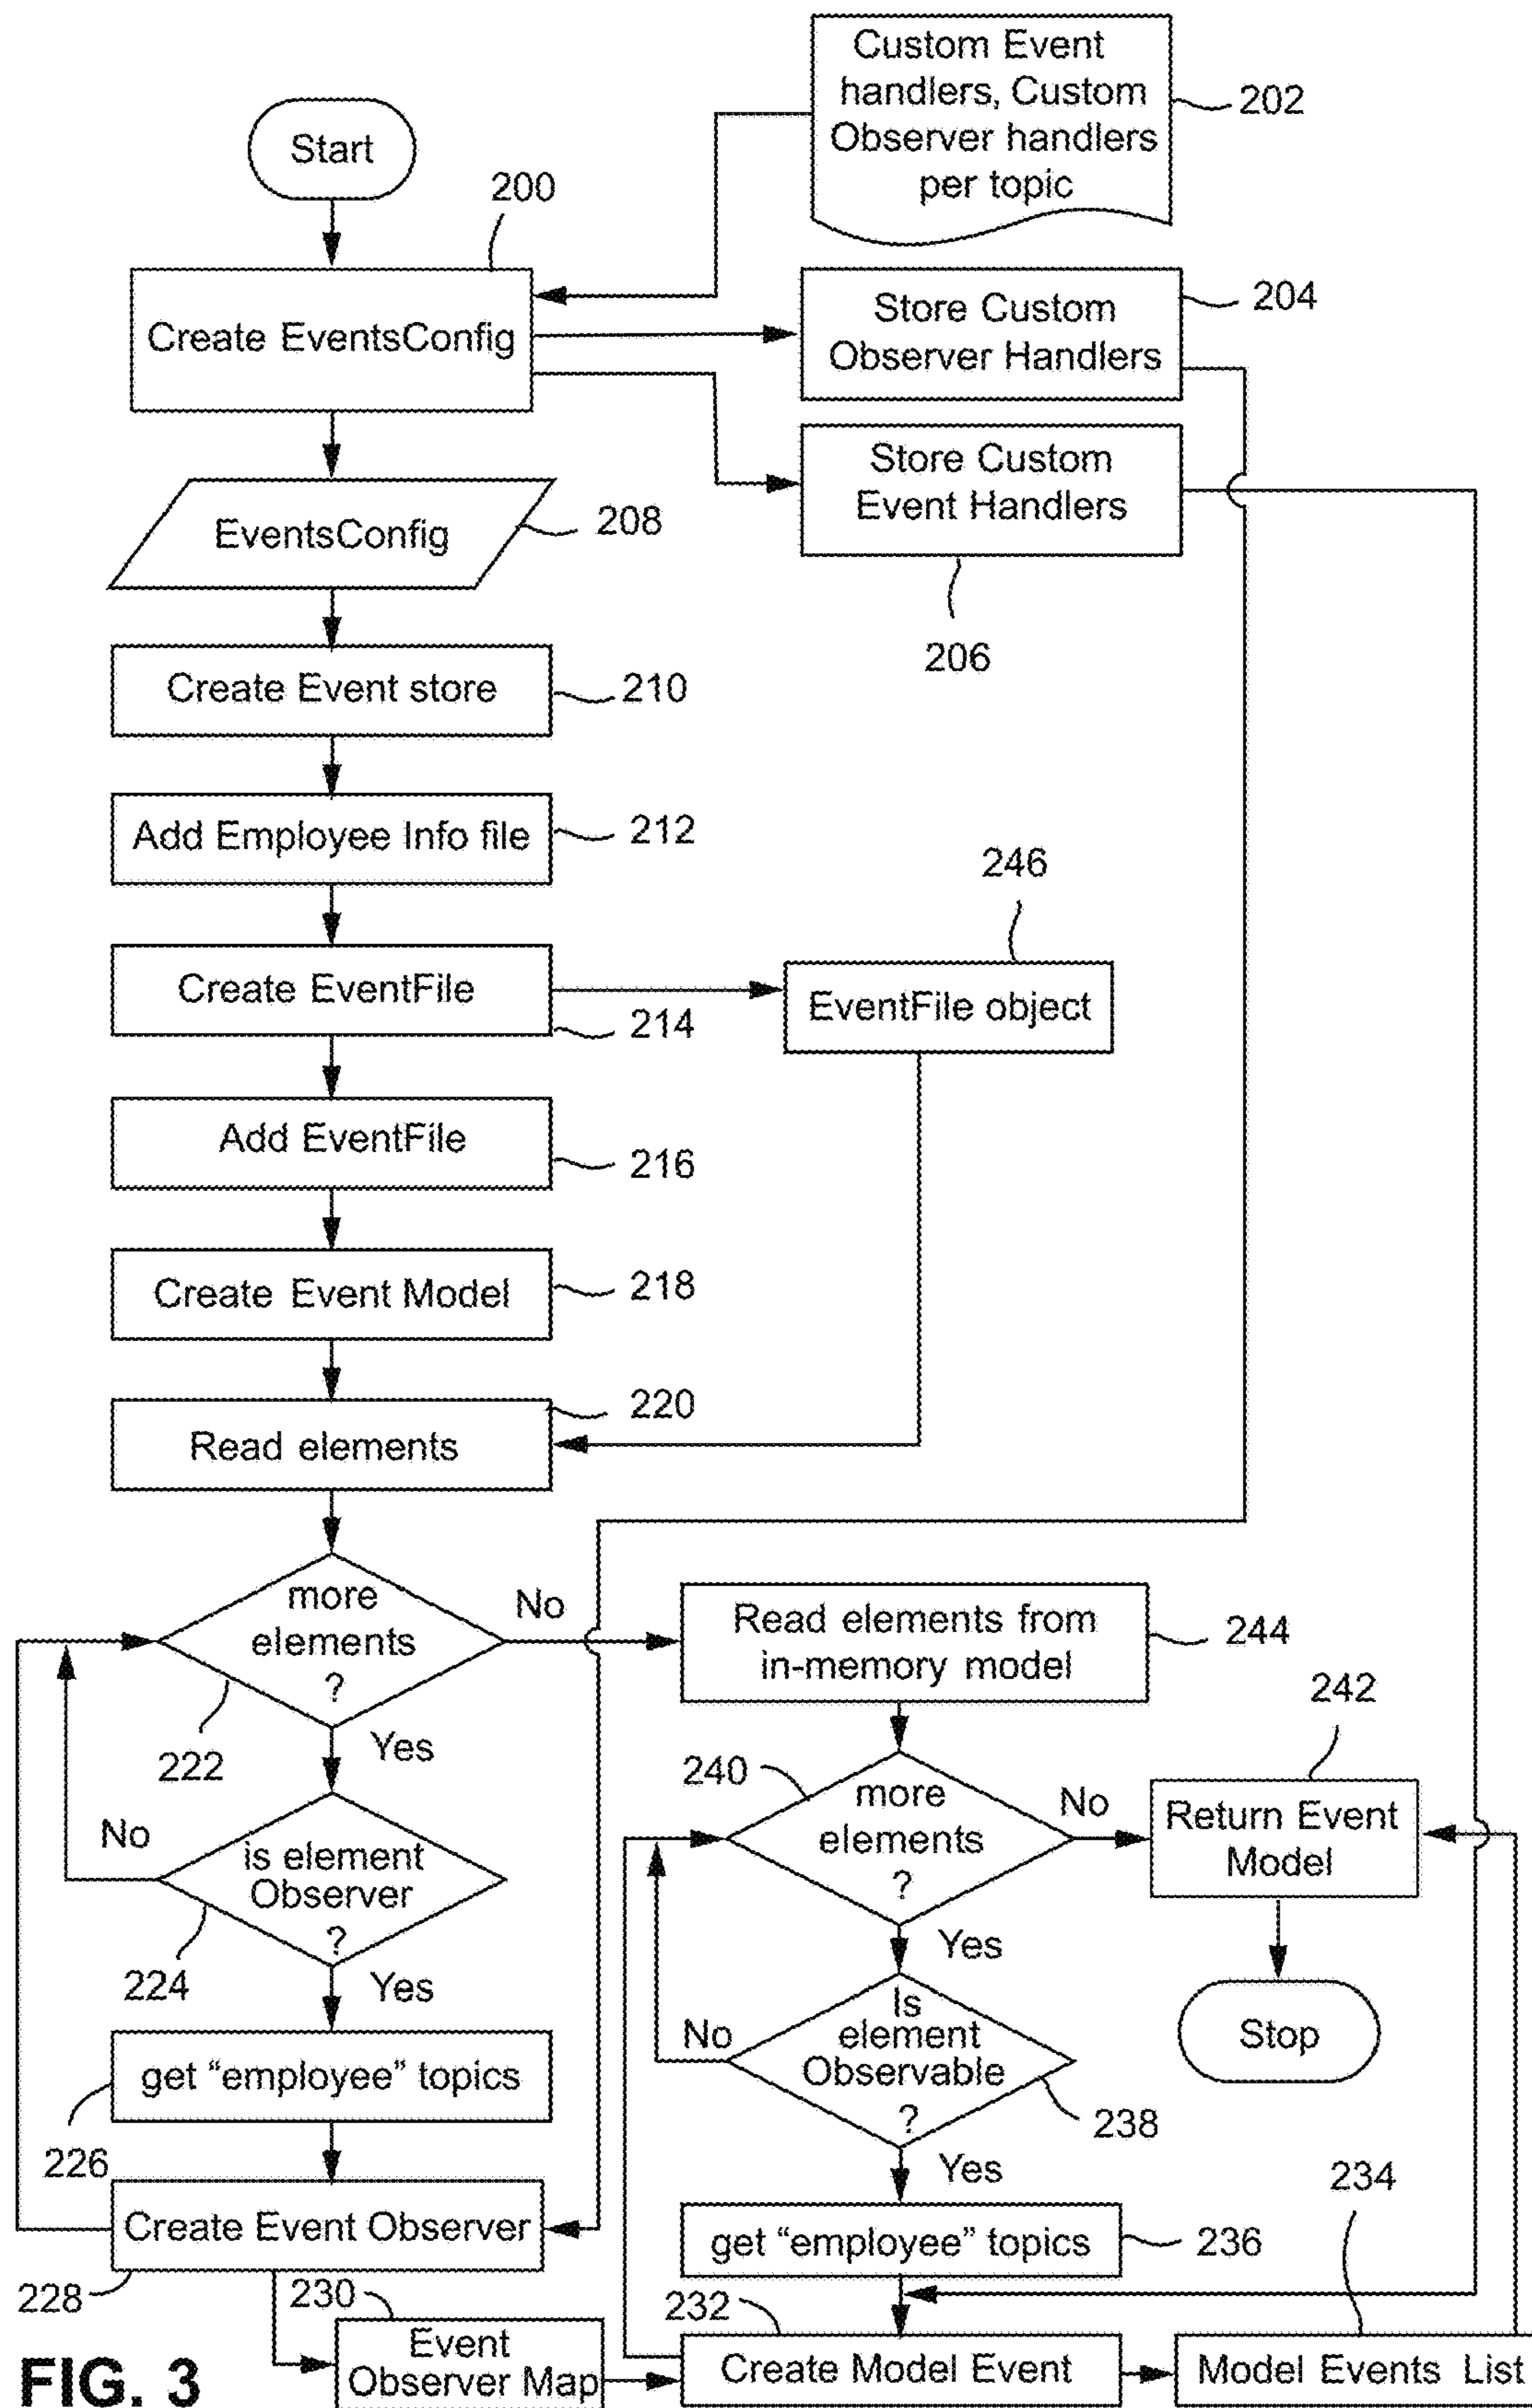 Custom Event
handlers, Custom
Observer handlers
per topic
202
Start
200
Create EventsConfig
Store Custom
Observer Handlers
204
Store Custom
Event Handlers
206
EventsConfig
208
Create Event store
210
Add Employee Info file
212
246
Create EventFile
214
EventFile object
Add EventFile
216
Create Event Model
218
220
Read elements
more
elements
?
No
222
Yes
Read elements from
in-memory model
244
242
240
more
elements
?
No
Return Event
Model
No
is element
Observer
?
224
Yes
Yes
No
Is
element
Observable
?
238
Stop
get “employee” topics
226
Yes
234
get “employee” topics
236
Create Event Observer
228
230
232
Event
Observer Map
Create Model Event
Model Events List
FIG. 3